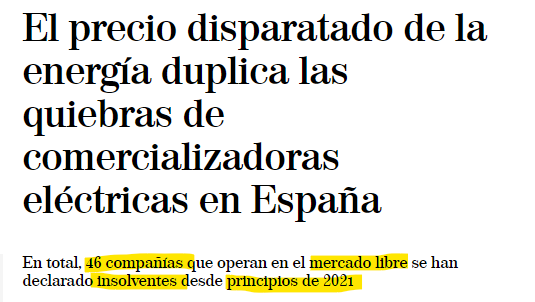 El precio disparatado de la
energía duplica las
quiebras de
comercializadoras
eléctricas en España
En total, 46 compañías que operan en el mercado libre se han
declarado insolventes desde principios de 2021